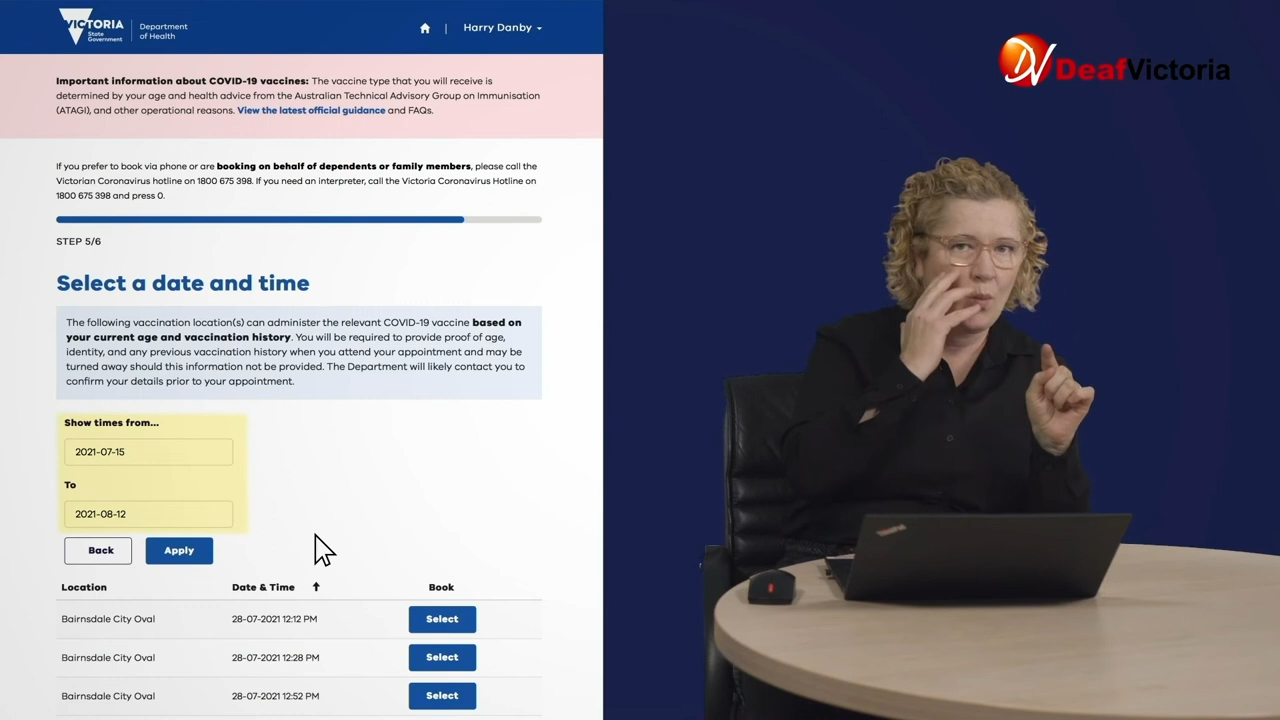 VICTORIA
State
Government
Department
of Health
Harry Danby
Important information about COVID-19 vaccines: The vaccine type that you will receive is
determined by your age and health advice from the Australian Technical Advisory Group on Immunisation
(ATAGI), and other operational reasons. View the latest official guidance and FAQs.
If you prefer to book via phone or are booking on behalf of dependents or family members, please call the
Victorian Coronavirus hotline on 1800 675 398. If you need an interpreter, call the Victoria Coronavirus Hotline on
1800 675 398 and press 0.
STEP 5/6
Select a date and time
The following vaccination location(s) can administer the relevant COVID-19 vaccine based on
your current age and vaccination history. You will be required to provide proof of age,
identity, and any previous vaccination history when you attend your appointment and may be
turned away should this information not be provided. The Department will likely contact you to
confirm your details prior to your appointment.
Show times from...
2021-07-15
To
2021-08-12
Back Apply
Location Date & Time Book
Bairnsdale City Oval 28-07-2021 12:12 PM Select
Bairnsdale City Oval 28-07-2021 12:28 PM Select
Bairnsdale City Oval 28-07-2021 12:52 PM Select
DV DeafVictoria
ThinkPad